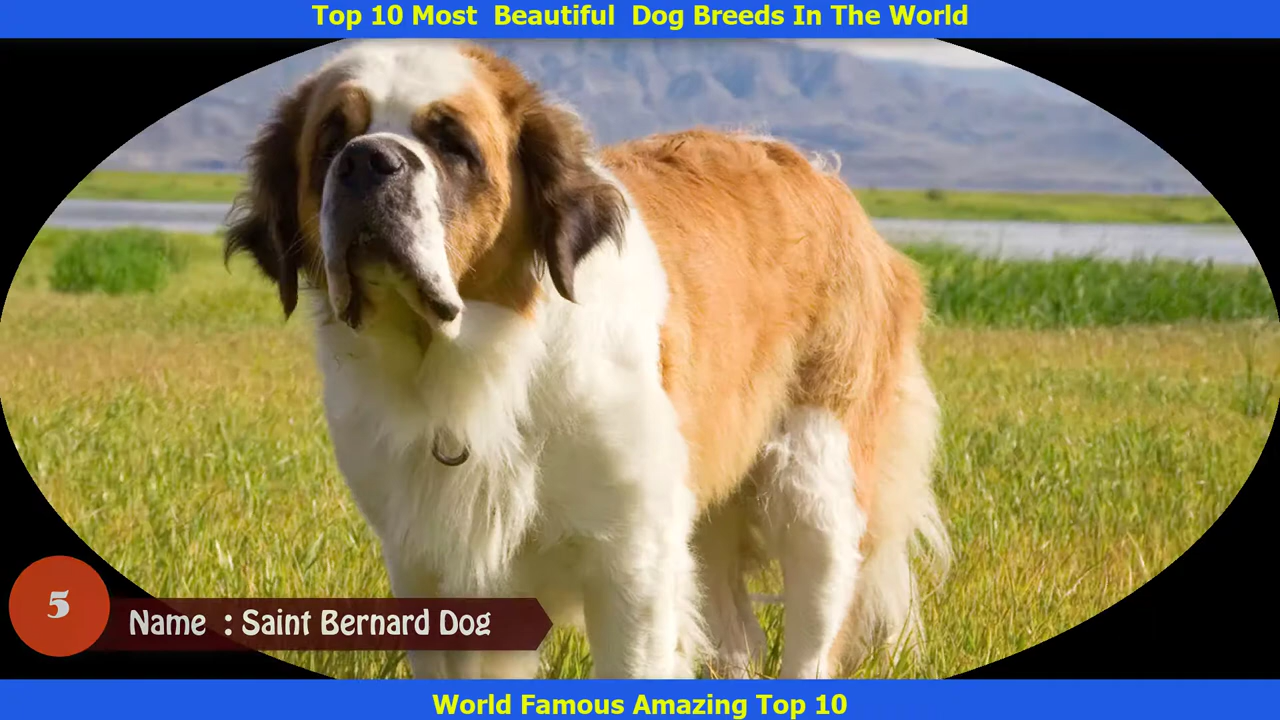 Top 10 Most Beautiful Dog Breeds In The World
5
Name : Saint Bernard Dog
World Famous Amazing Top 10